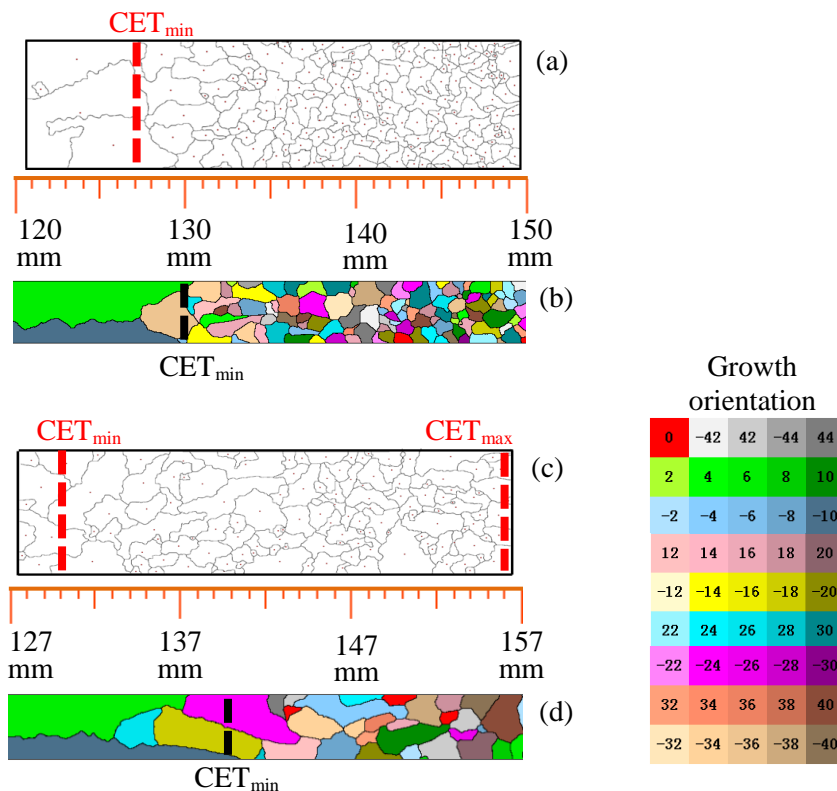 CETmin
(a)
120 130 140 150
mm mm mm mm
(b)
CETmin
Growth
orientation
CETmin CETmax
(c)
127 137 147 157
mm mm mm mm
(d)
CETmin
0 -42 42 -44 44
2 4 6 8 10
-2 -4 -6 -8 -10
12 14 16 18 20
-12 -14 -16 -18 -20
22 24 26 28 30
-22 -24 -26 -28 -30
32 34 36 38 40
-32 -34 -36 -38 -40